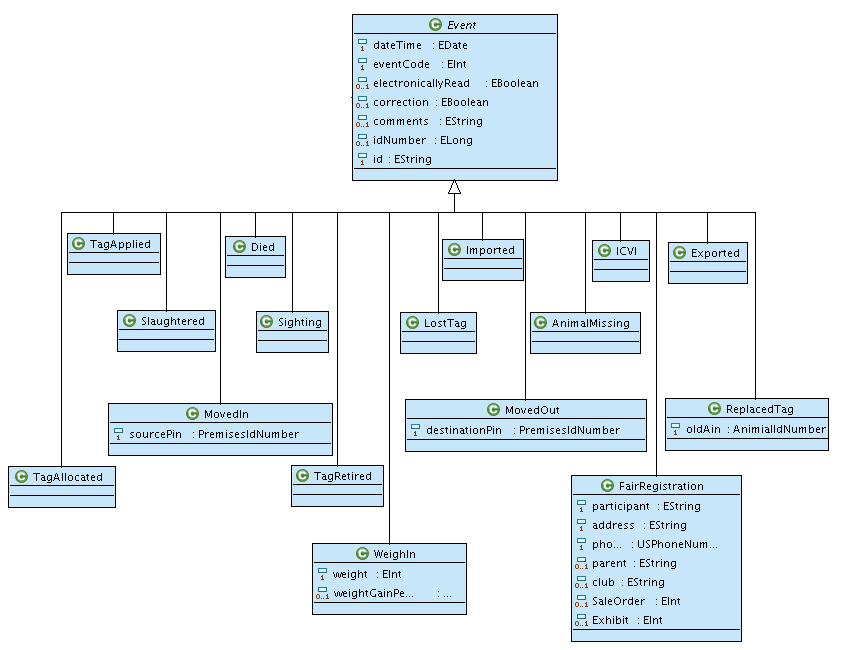 Event
1 dateTime : EDate
1 eventCode : EInt
0..1 electronicallyRead : EBoolean
0..1 correction : EBoolean
0..1 comments : EString
0..1 idNumber : ELong
1 id : EString
TagApplied
Died
Imported
ICVI
Exported
Slaughtered
Sighting
LostTag
AnimalMissing
MovedIn
1 sourcePin : PremisesIdNumber
MovedOut
1 destinationPin : PremisesIdNumber
ReplacedTag
1 oldAin : AnimialIdNumber
TagAllocated
TagRetired
WeighIn
1 weight : EInt
0..1 weightGainPe... : ...
FairRegistration
1 participant : EString
1 address : EString
1 pho... : USPhoneNum...
0..1 parent : EString
0..1 club : EString
0..1 SaleOrder : EInt
0..1 Exhibit : EInt